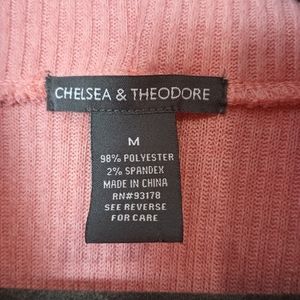 CHELSEA & THEODORE
M
98% POLYESTER
2% SPANDEX
MADE IN CHINA
RN#93178
SEE REVERSE
FOR CARE